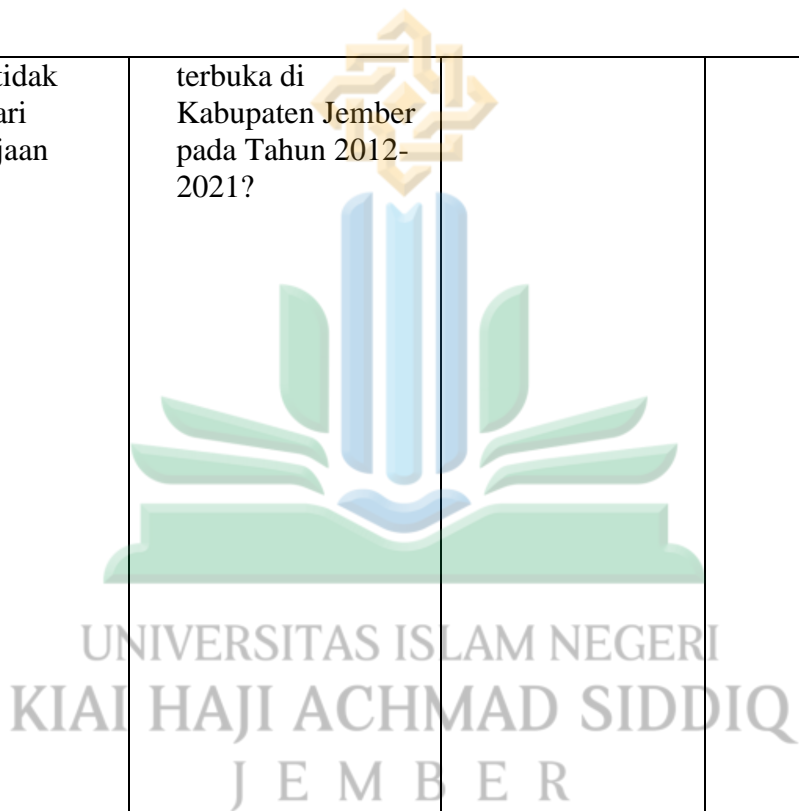 tidak
ari
jaan
terbuka di
Kabupaten Jember
pada Tahun 2012-
2021?
UNIVERSITAS ISLAM NEGERI
KIAI HAJI ACHMAD SIDDIQ
J E M B E R